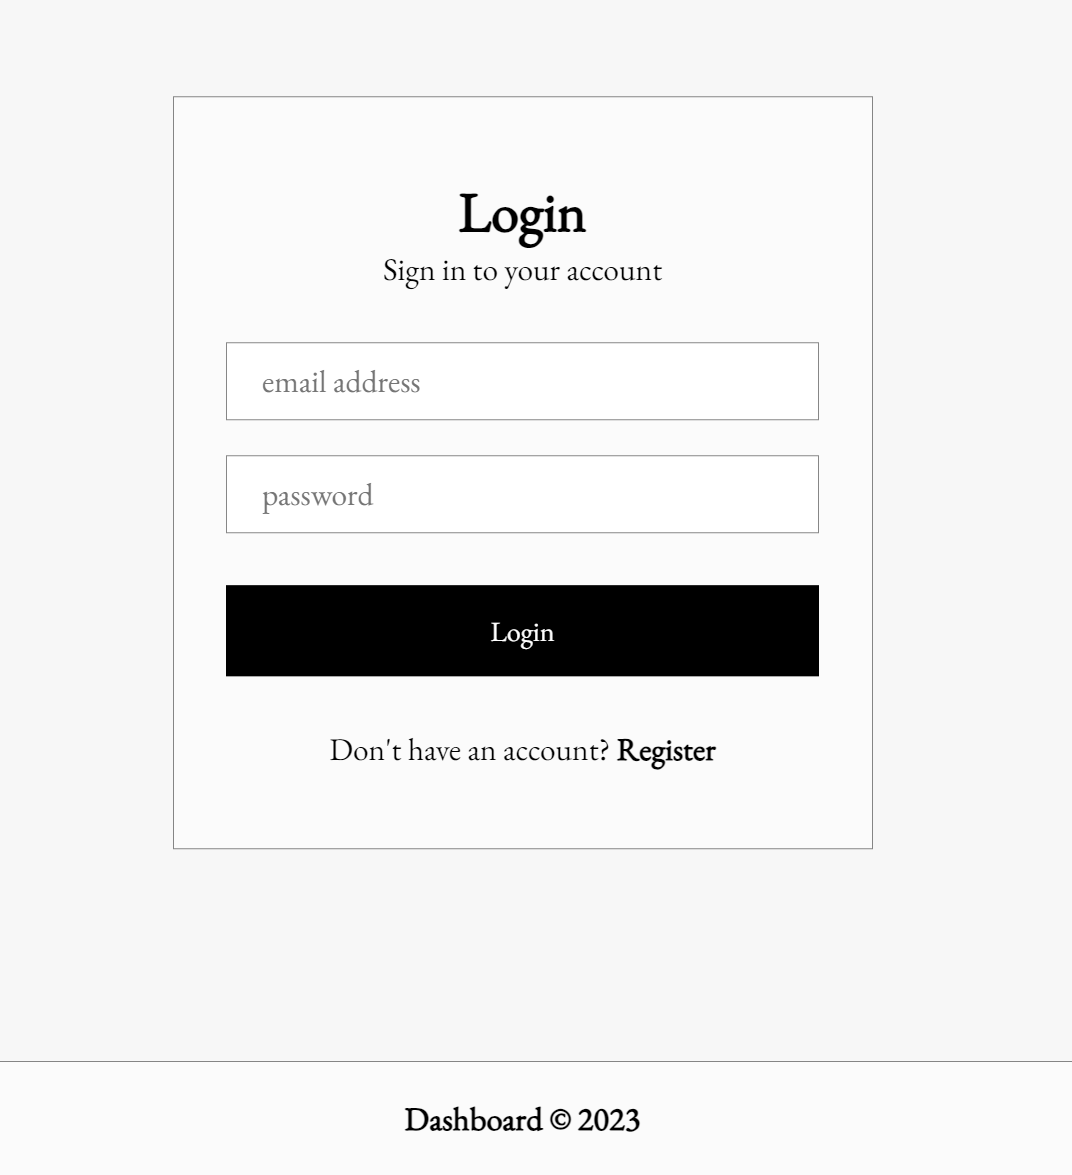 Login
Sign in to your account
email address
password
Login
Don't have an account? Register
Dashboard © 2023